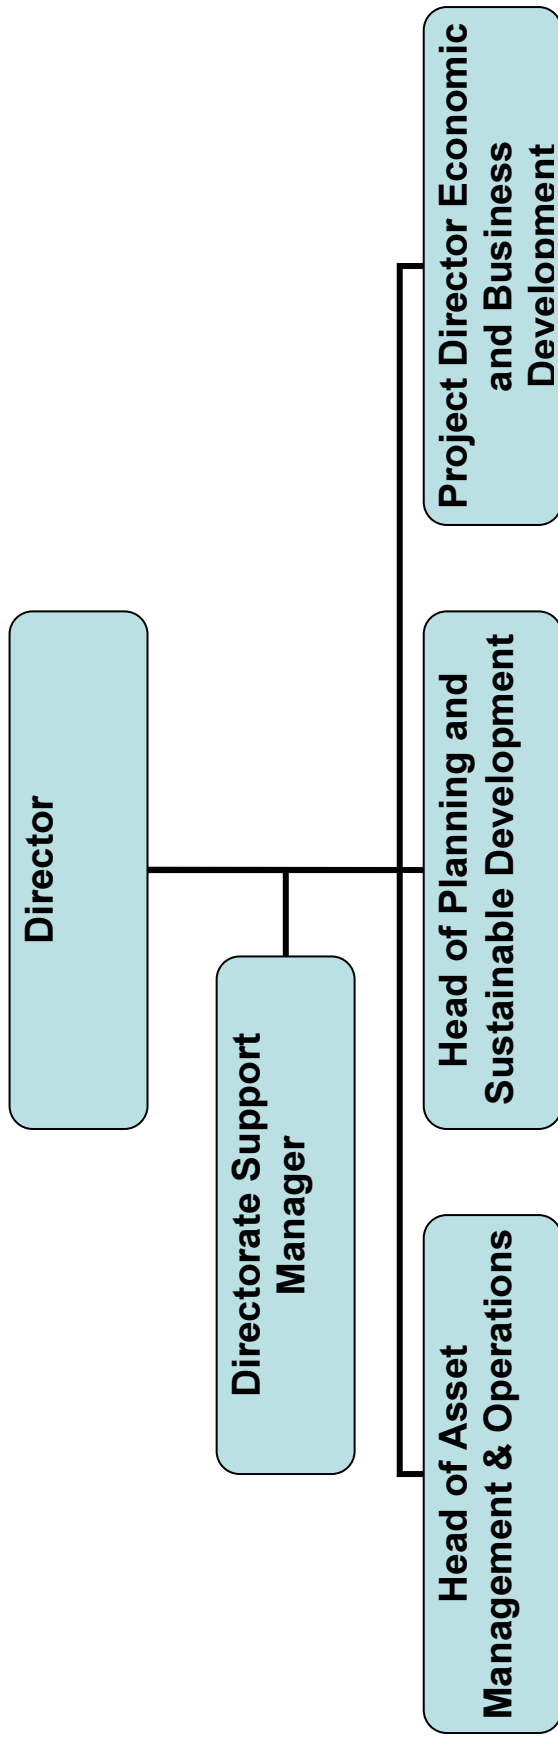 Director
Directorate Support
Manager
Head of Asset
Management & Operations
Head of Planning and
Sustainable Development
Project Director Economic
and Business
Development